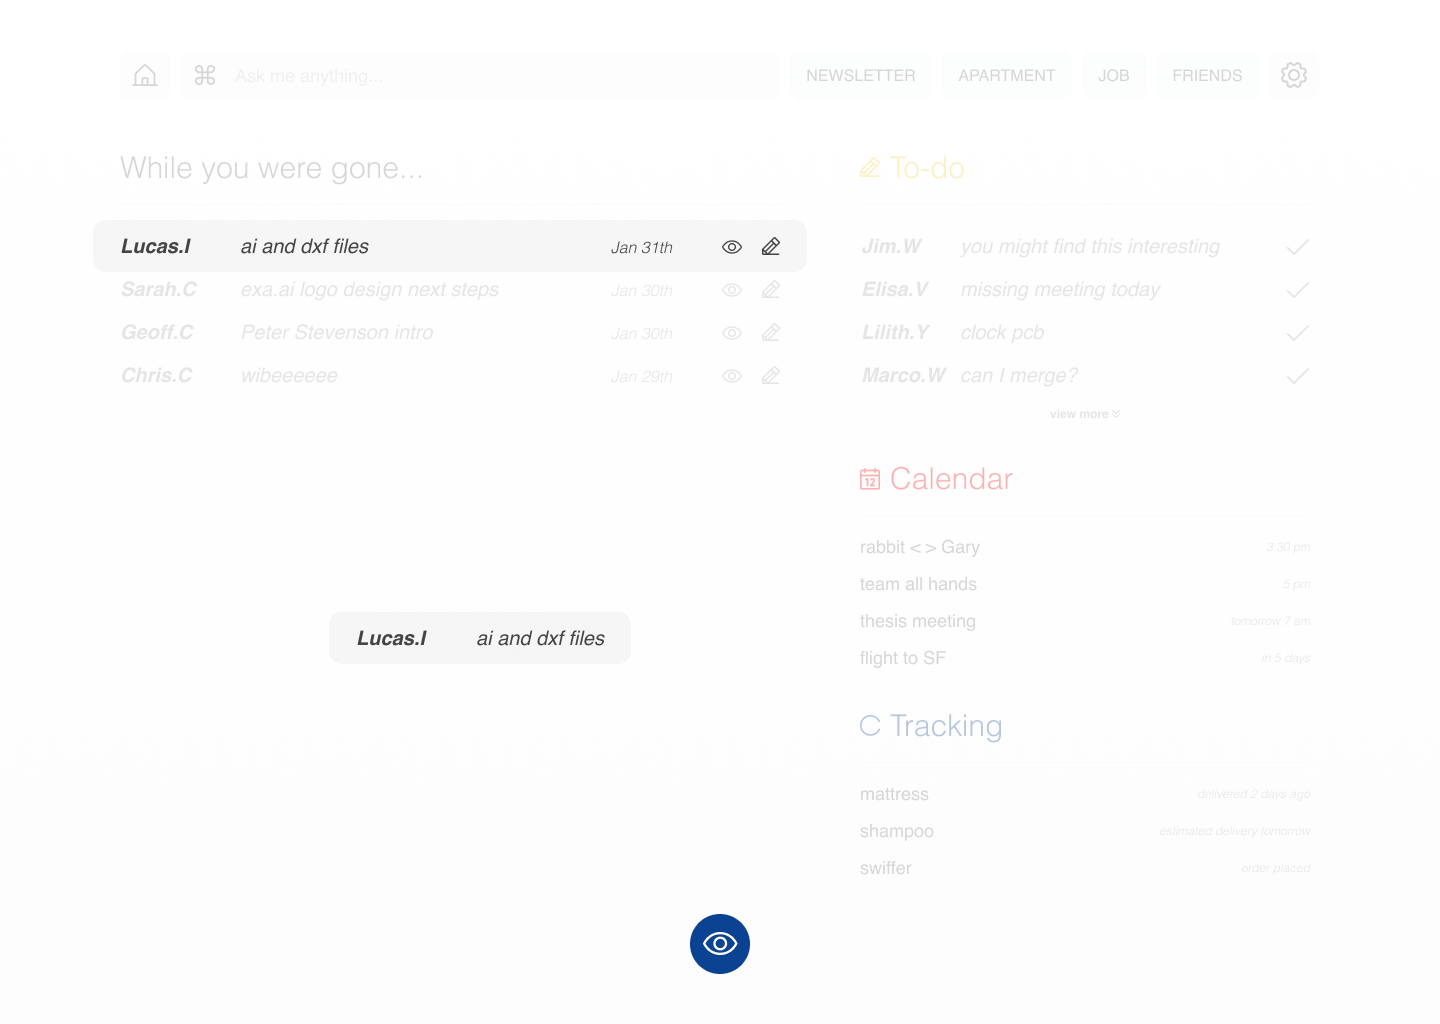 Ask me anything...
NEWSLETTER
APARTMENT
JOB
FRIENDS
While you were gone...
Lucas.I ai and dxf files Jan 31th
Sarah.C exa.ai logo design next steps Jan 30th
Geoff.C Peter Stevenson intro Jan 30th
Chris.C wibeeeeee Jan 29th
Lucas.I ai and dxf files
To-do
Jim.W you might find this interesting
Elisa.V missing meeting today
Lilith.Y clock pcb
Marco.W can I merge?
view more
12 Calendar
rabbit <> Gary 3:30 pm
team all hands 5 pm
thesis meeting tomorrow 7 am
flight to SF in 5 days
Tracking
mattress delivered 2 days ago
shampoo estimated delivery tomorrow
swiffer order placed